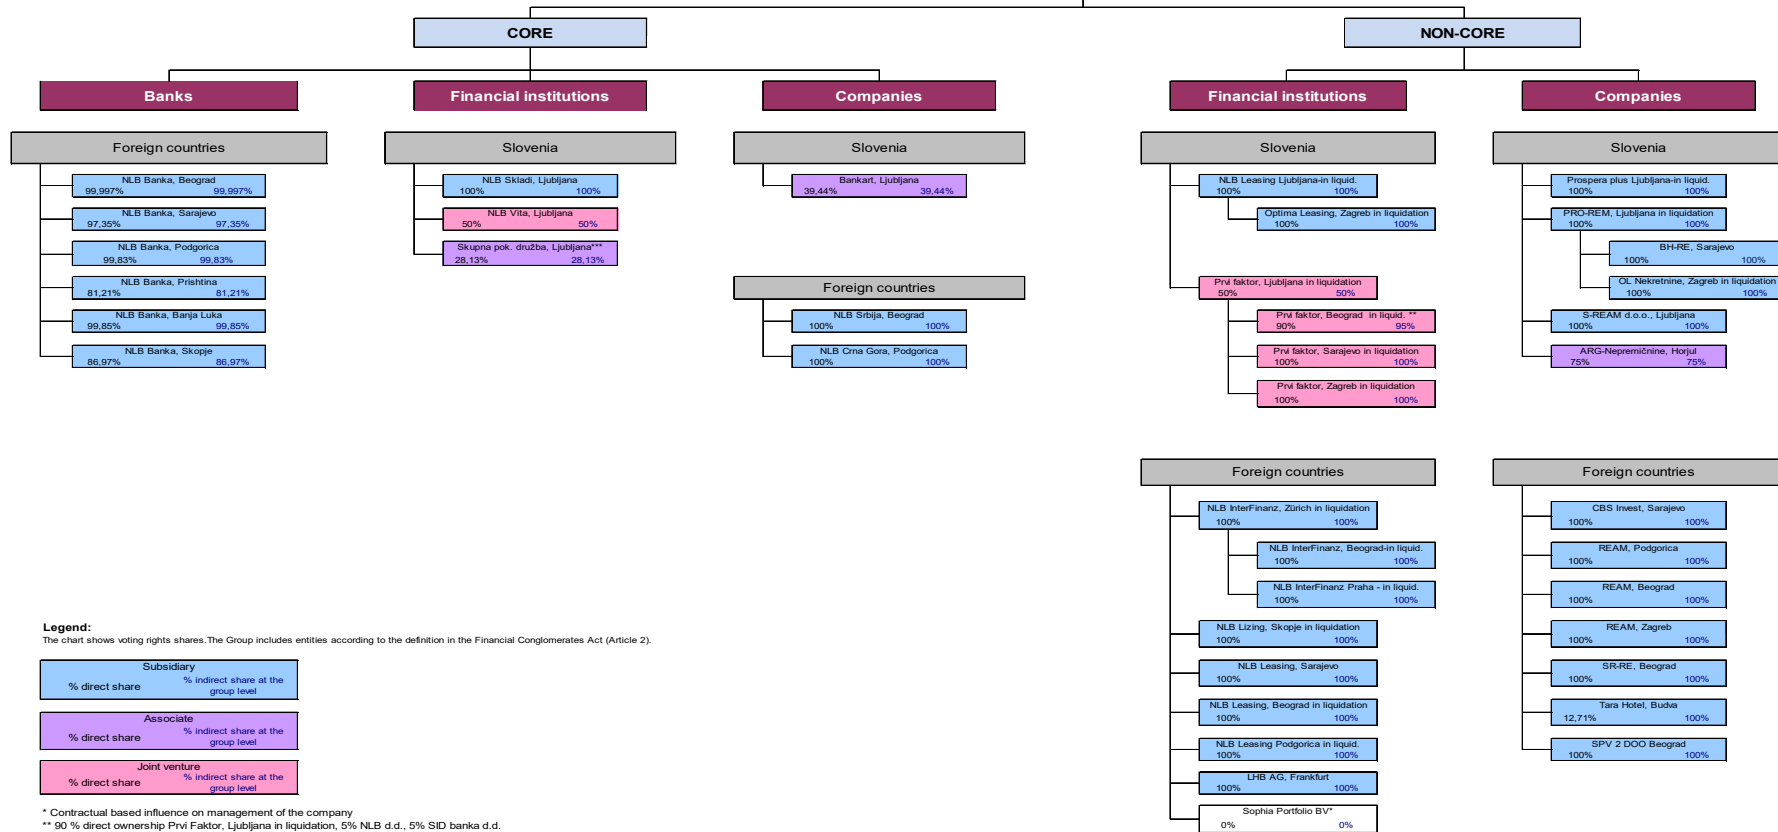 CORE
NON-CORE
Banks
Financial institutions
Companies
Financial institutions
Companies
Foreign countries
NLB Banka, Beograd
99,997% 99,997%
NLB Banka, Sarajevo
97,35% 97,35%
NLB Banka, Podgorica
99,83% 99,83%
NLB Banka, Prishtina
81,21% 81,21%
NLB Banka, Banja Luka
99,85% 99,85%
NLB Banka, Skopje
86,97% 86,97%
Slovenia
NLB Skladi, Ljubljana
100% 100%
NLB Vita, Ljubljana
50% 50%
Skupna pok. družba, Ljubljana***
28,13% 28,13%
Slovenia
Bankart, Ljubljana
39,44% 39,44%
Foreign countries
NLB Srbija, Beograd
100% 100%
NLB Crna Gora, Podgorica
100% 100%
Slovenia
NLB Leasing Ljubljana-in liquid.
100% 100%
Optima Leasing, Zagreb in liquidation
100% 100%
Prvi faktor, Ljubljana in liquidation
50% 50%
Prvi faktor, Beograd in liquid. **
90% 95%
Prvi faktor, Sarajevo in liquidation
100% 100%
Prvi faktor, Zagreb in liquidation
100% 100%
Foreign countries
NLB InterFinanz, Zürich in liquidation
100% 100%
NLB InterFinanz, Beograd-in liquid.
100% 100%
NLB InterFinanz Praha - in liquid.
100% 100%
NLB Lizing, Skopje in liquidation
100% 100%
NLB Leasing, Sarajevo
100% 100%
NLB Leasing, Beograd in liquidation
100% 100%
NLB Leasing Podgorica in liquid.
100% 100%
LHB AG, Frankfurt
100% 100%
Sophia Portfolio BV*
0% 0%
Slovenia
Prospera plus Ljubljana-in liquid.
100% 100%
PRO-REM, Ljubljana in liquidation
100% 100%
BH-RE, Sarajevo
100% 100%
OL Nekretnine, Zagreb in liquidation
100% 100%
S-REAM d.o.o., Ljubljana
100% 100%
ARG-Nepremičnine, Horjul
75% 75%
Foreign countries
CBS Invest, Sarajevo
100% 100%
REAM, Podgorica
100% 100%
REAM, Beograd
100% 100%
REAM, Zagreb
100% 100%
SR-RE, Beograd
100% 100%
Tara Hotel, Budva
12,71% 100%
SPV 2 DOO Beograd
100% 100%
Legend:
The chart shows voting rights shares.The Group includes entities according to the definition in the Financial Conglomerates Act (Article 2).
Subsidiary
% direct share % indirect share at the
group level
Associate
% direct share % indirect share at the
group level
Joint venture
% direct share % indirect share at the
group level
* Contractual based influence on management of the company
** 90 % direct ownership Prvi Faktor, Ljubljana in liquidation, 5% NLB d.d., 5% SID banka d.d.